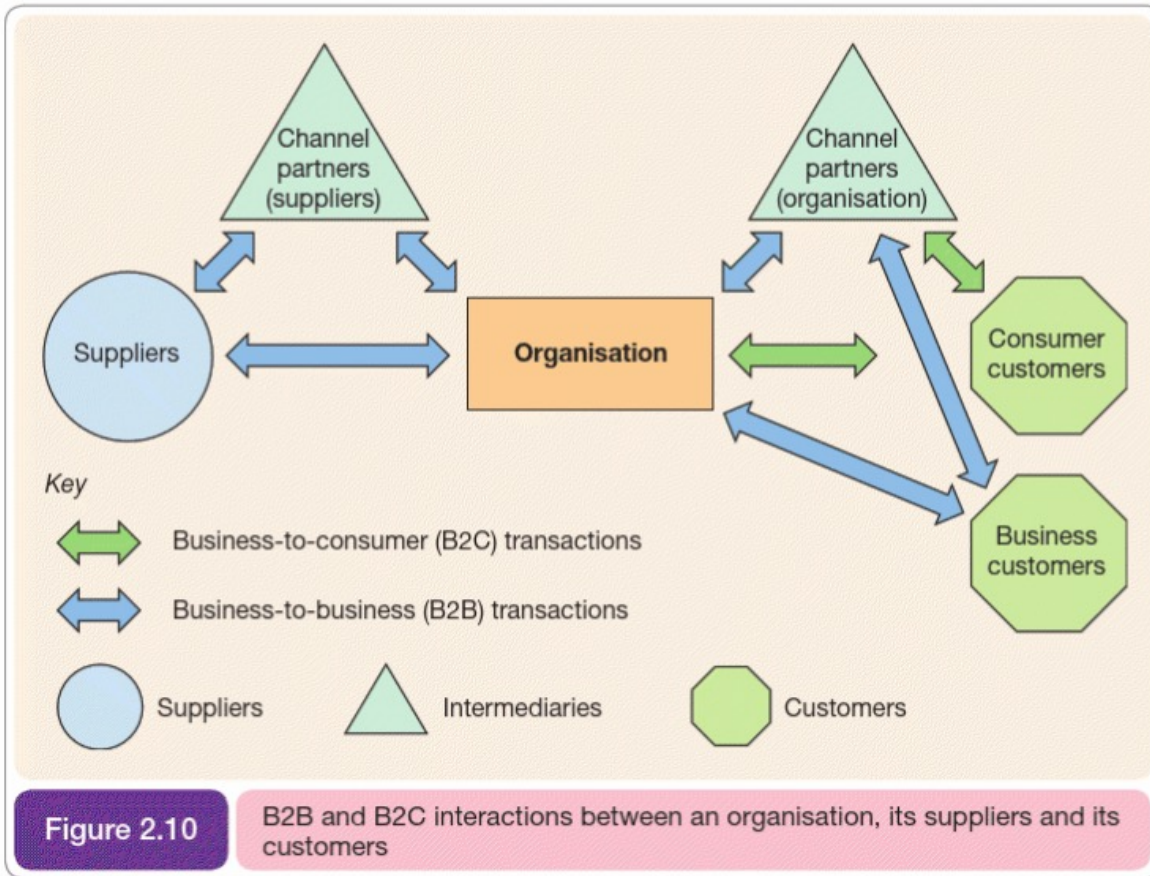 Channel
partners
(suppliers)
Channel
partners
(organisation)
Suppliers
Organisation
Consumer
customers
Business
customers
Key
Business-to-consumer (B2C) transactions
Business-to-business (B2B) transactions
Suppliers
Intermediaries
Customers
Figure 2.10
B2B and B2C interactions between an organisation, its suppliers and its
customers